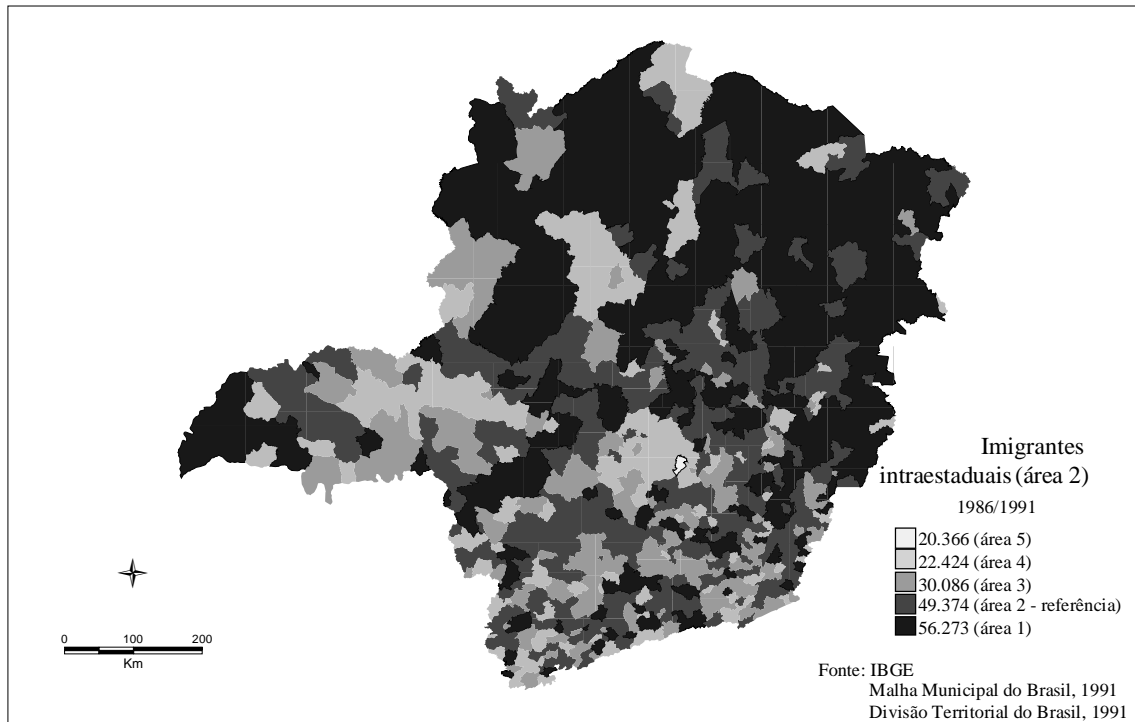 Imigrantes
intraestaduais (área 2)
1986/1991
20.366 (área 5)
22.424 (área 4)
30.086 (área 3)
49.374 (área 2 - referência)
56.273 (área 1)
0 100 200
Km
Fonte: IBGE
Malha Municipal do Brasil, 1991
Divisão Territorial do Brasil, 1991